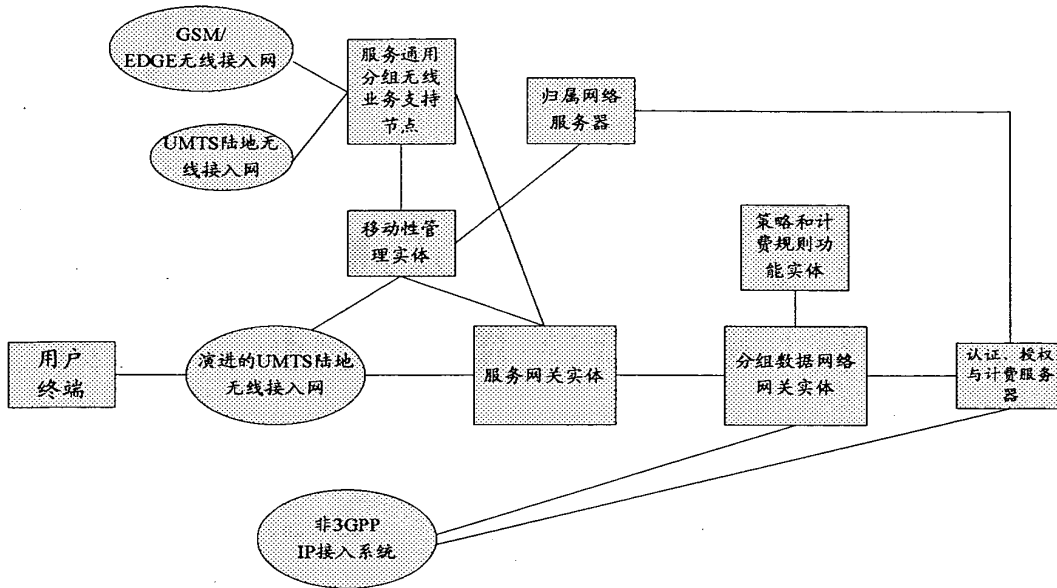 GSM/
EDGE无线接入网
服务通用
分组无线
业务支持
节点
归属网络
服务器
UMTS陆地无
线接入网
移动性管
理实体
策略和计
费规则功
能实体
用户
终端
演进的UMTS陆地
无线接入网
服务网关实体
分组数据网络
网关实体
认证、授权
与计费服务
器
非3GPP
IP接入系统